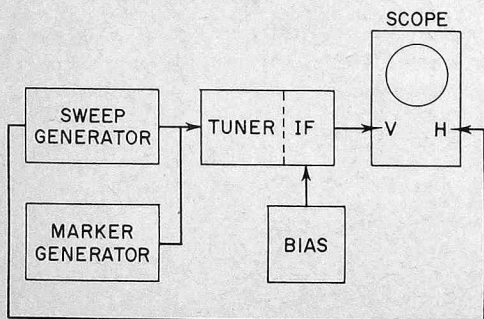 SCOPE
SWEEP
GENERATOR
TUNER
IF
V
H
MARKER
GENERATOR
BIAS